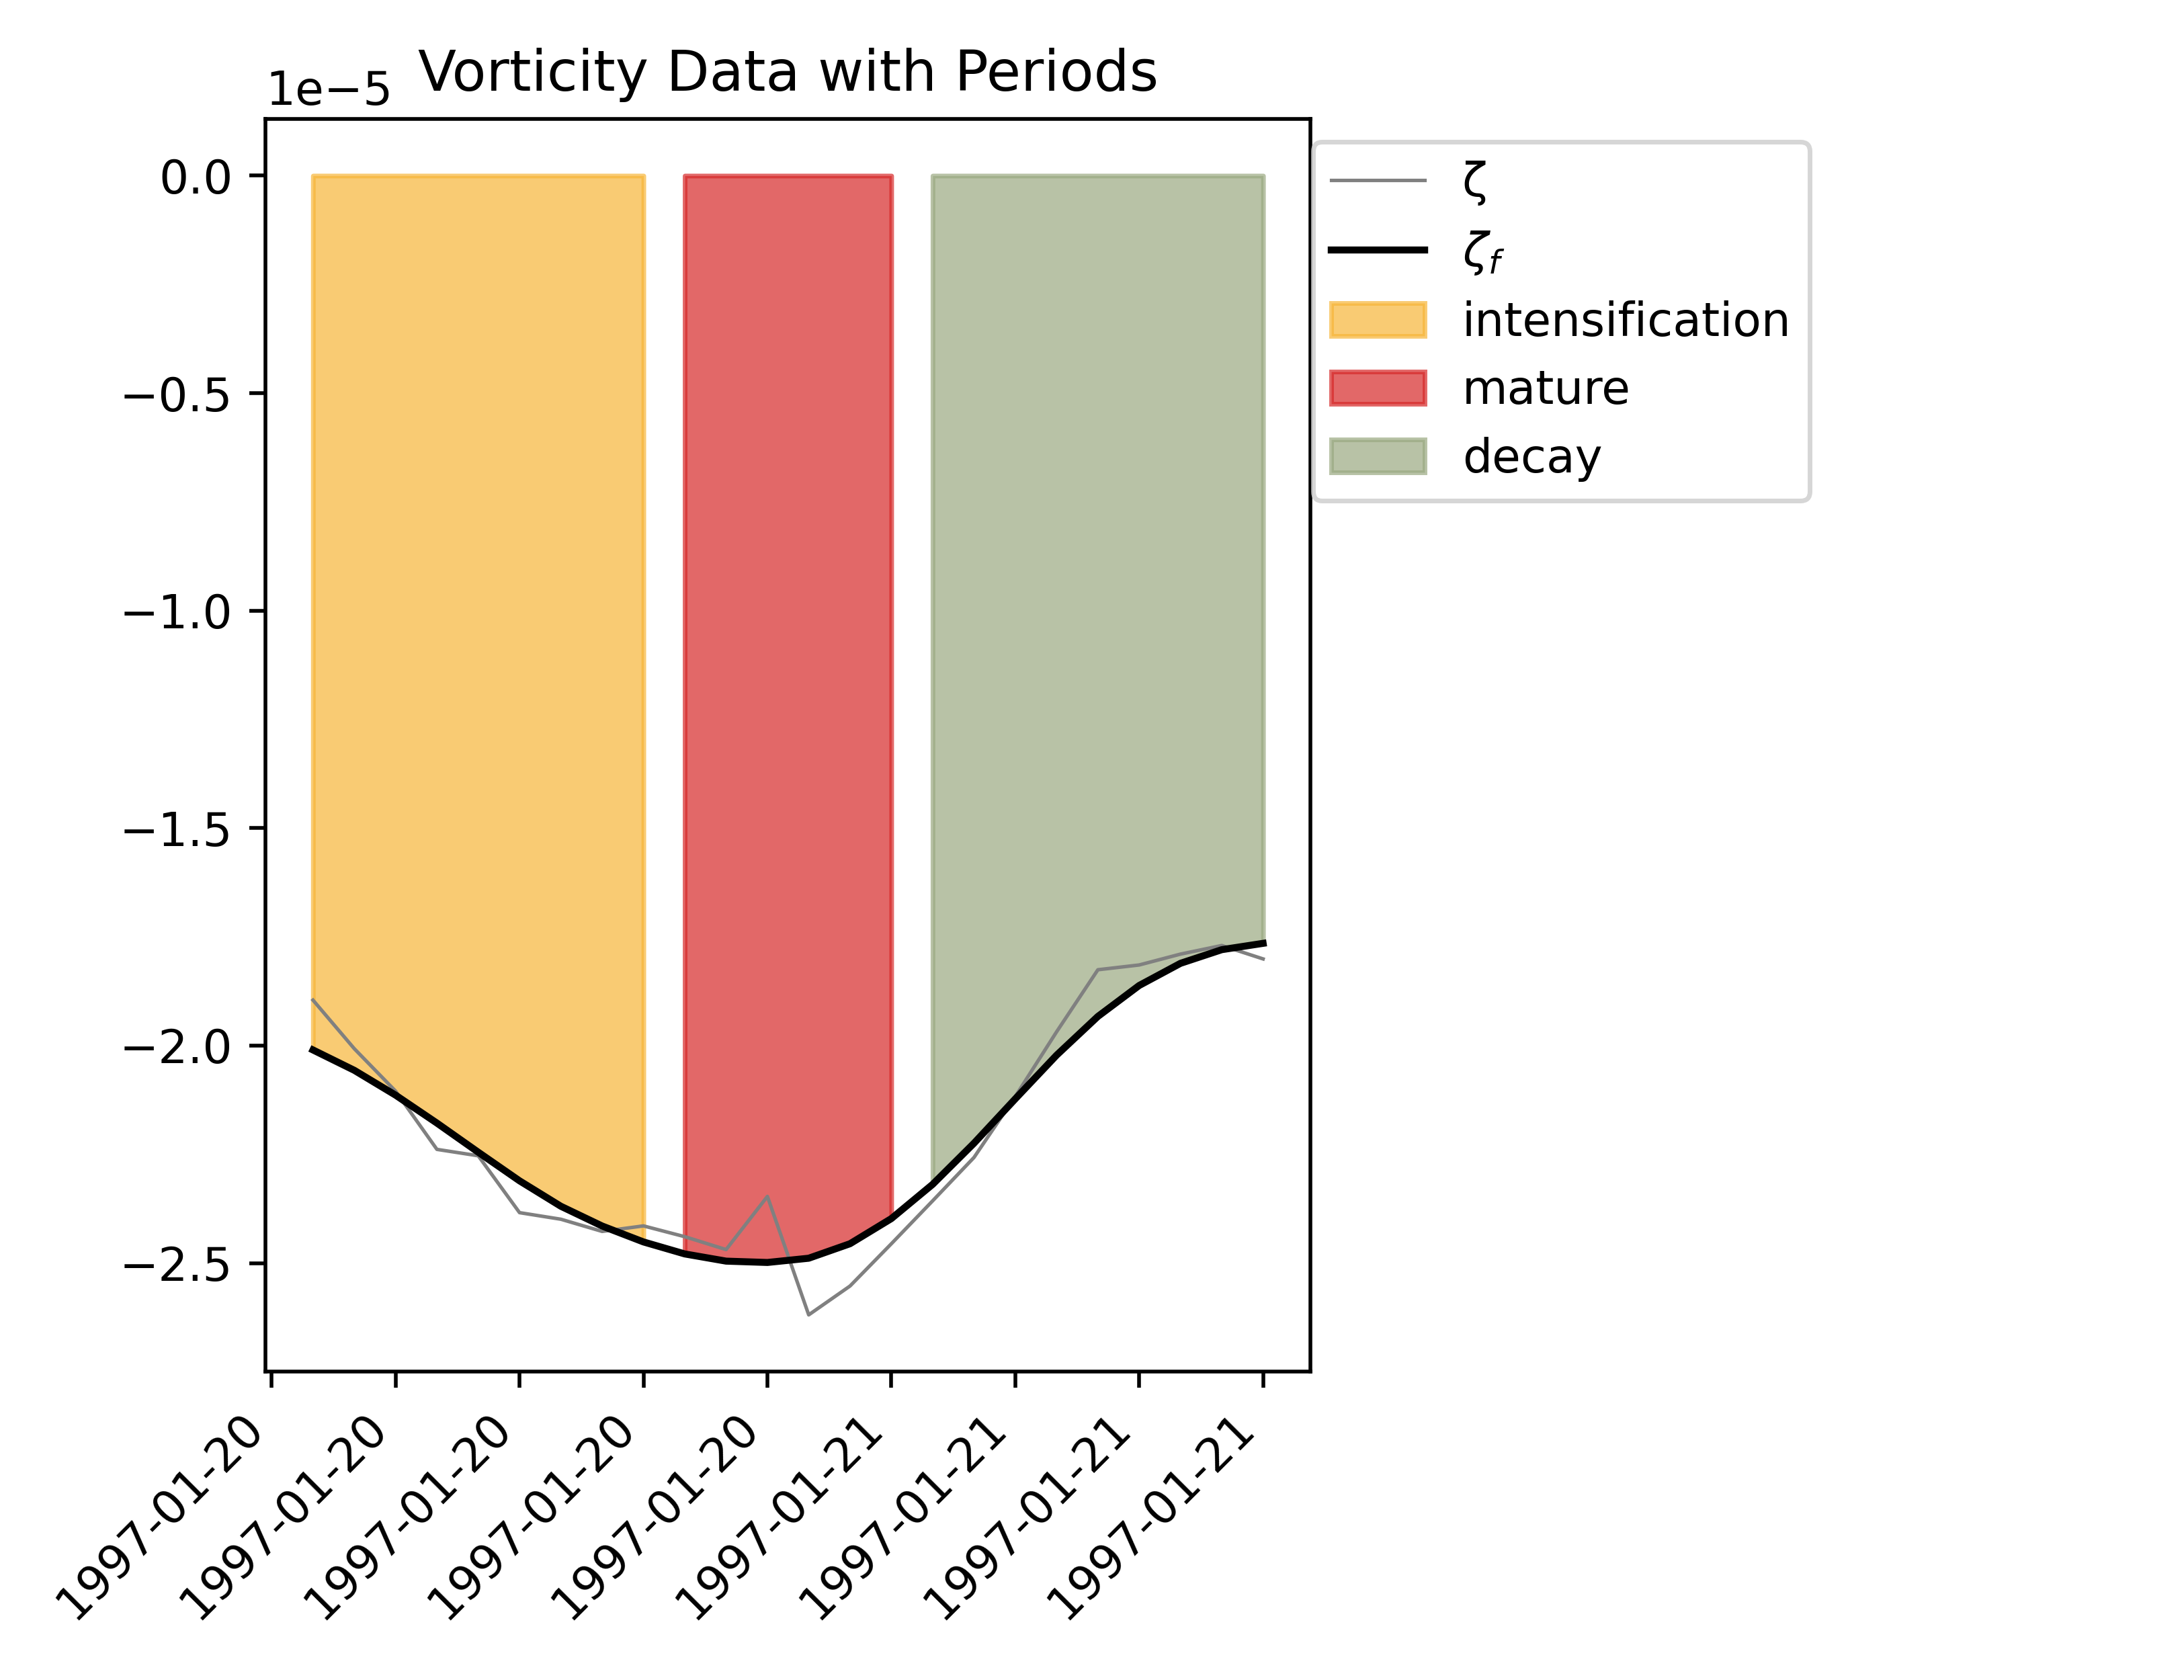 Vorticity Data with Periods
1e−5
0.0
−0.5
−1.0
−1.5
−2.0
−2.5
ζ
ζf
intensification
mature
decay
1997-01-20
1997-01-20
1997-01-20
1997-01-20
1997-01-20
1997-01-21
1997-01-21
1997-01-21
1997-01-21